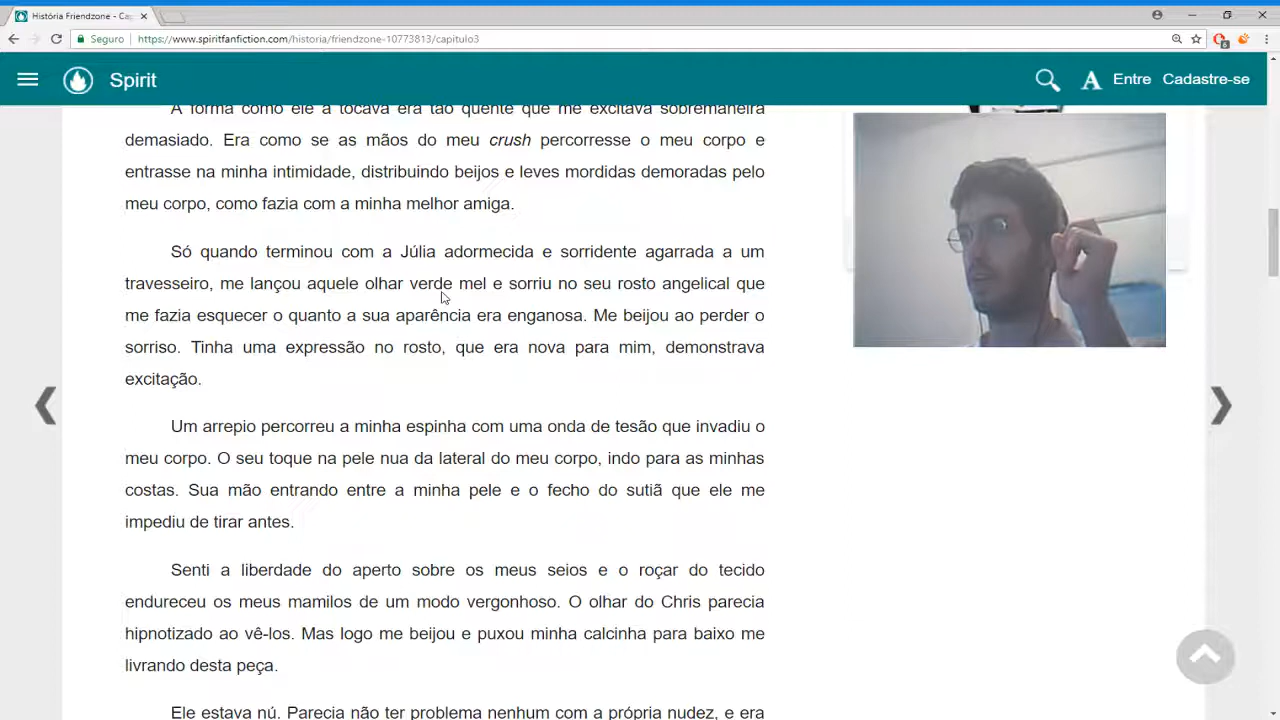 História Friendzone - Cap
Seguro https://www.spiritfanfiction.com/historia/friendzone-10773813/capitulo3
6
Spirit
A Entre Cadastre-se
A forma como ele a tocava era tão quente que me excitava sobremaneira
demasiado. Era como se as mãos do meu crush percorresse o meu corpo e
entrasse na minha intimidade, distribuindo beijos e leves mordidas demoradas pelo
meu corpo, como fazia com a minha melhor amiga.
Só quando terminou com a Júlia adormecida e sorridente agarrada a um
travesseiro, me lançou aquele olhar verde mel e sorriu no seu rosto angelical que
me fazia esquecer o quanto a sua aparência era enganosa. Me beijou ao perder o
sorriso. Tinha uma expressão no rosto, que era nova para mim, demonstrava
excitação.
Um arrepio percorreu a minha espinha com uma onda de tesão que invadiu o
meu corpo. O seu toque na pele nua da lateral do meu corpo, indo para as minhas
costas. Sua mão entrando entre a minha pele e o fecho do sutiã que ele me
impediu de tirar antes.
Senti a liberdade do aperto sobre os meus seios e o roçar do tecido
endureceu os meus mamilos de um modo vergonhoso. O olhar do Chris parecia
hipnotizado ao vê-los. Mas logo me beijou e puxou minha calcinha para baixo me
livrando desta peça.
Ele estava nú. Parecia não ter problema nenhum com a própria nudez, e era